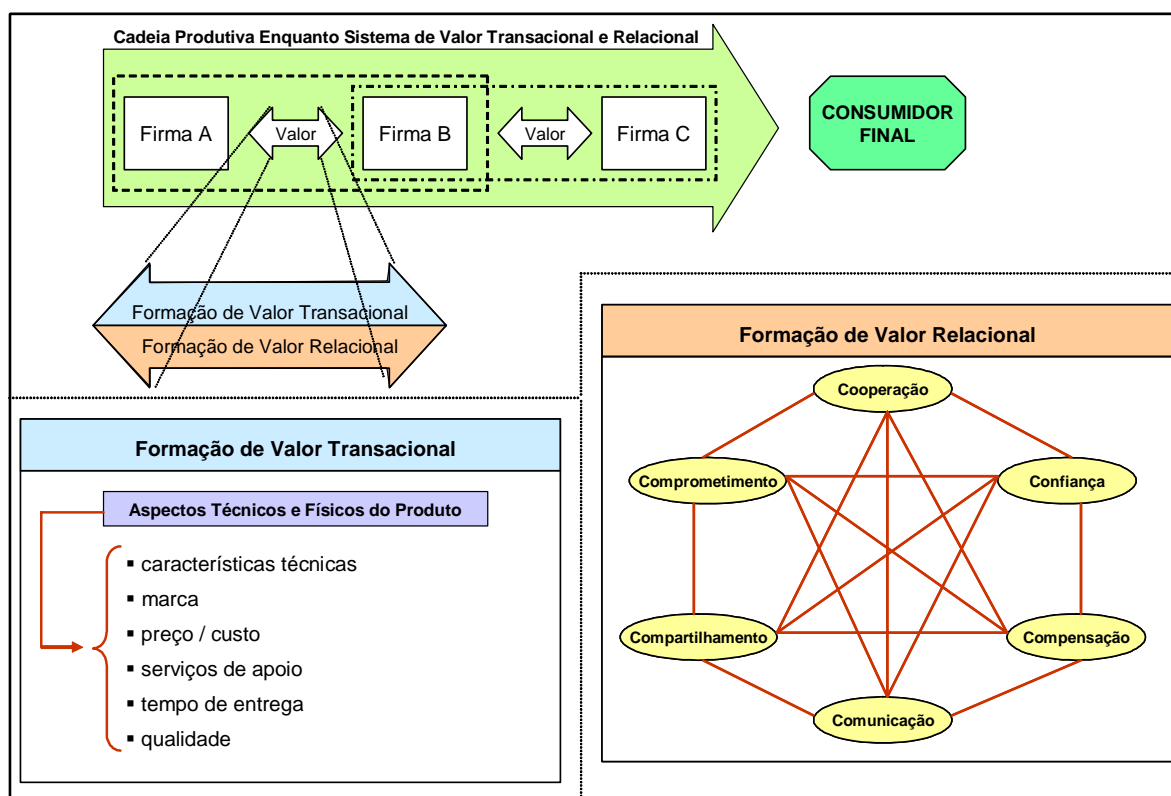 Cadeia Produtiva Enquanto Sistema de Valor Transacional e Relacional
Firma A
Valor
Firma B
Valor
Firma C
CONSUMIDOR
FINAL
Formação de Valor Transacional
Formação de Valor Relacional
Formação de Valor Transacional
Aspectos Técnicos e Físicos do Produto
▪ características técnicas
▪ marca
▪ preço / custo
▪ serviços de apoio
▪ tempo de entrega
▪ qualidade
Formação de Valor Relacional
Cooperação
Comprometimento
Confiança
Compartilhamento
Compensação
Comunicação